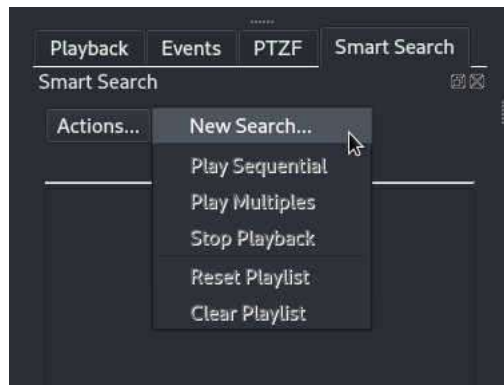 Playback Events PTZF Smart Search
Smart Search
Actions... New Search...
Play Sequential
Play Multiples
Stop Playback
Reset Playlist
Clear Playlist